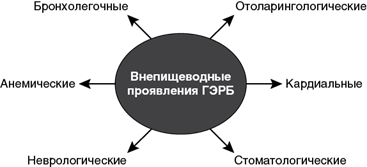 Бронхолегочные
Отоларингологические
Внепищеводные
проявления ГЭРБ
Анемические
Кардиальные
Неврологические
Стоматологические